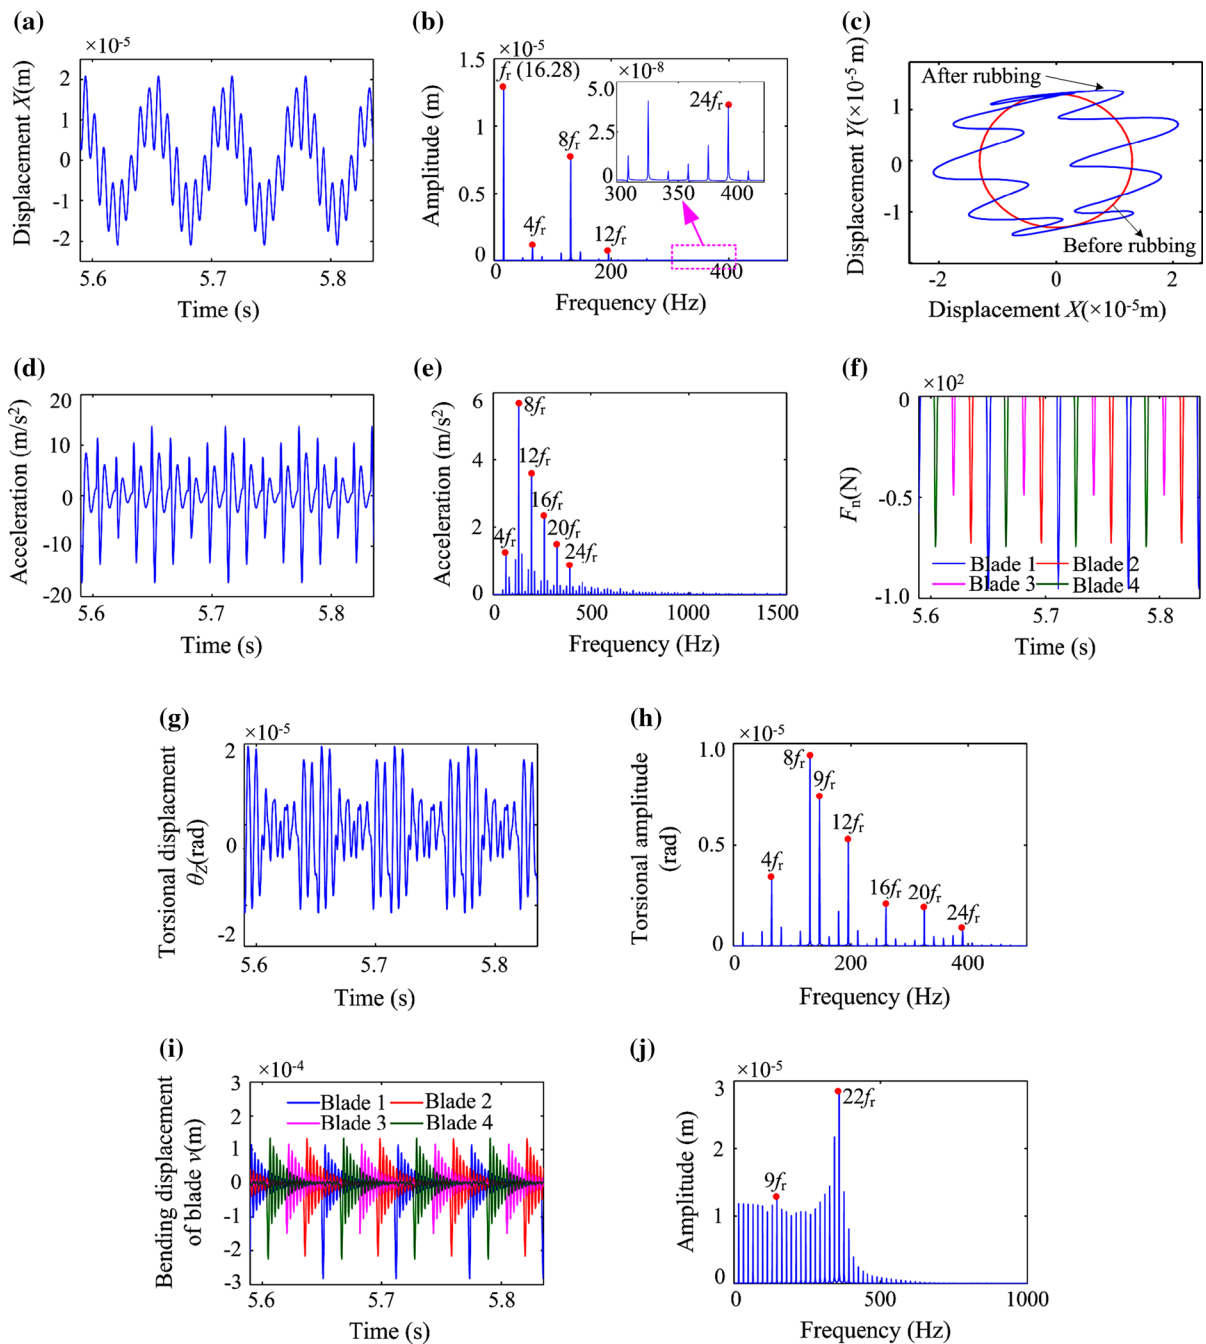 (a)
×10-5
Displacement X(m)
2
1
0
-1
-2
5.6
5.7
5.8
Time (s)
(b)
×10-5
Amplitude (m)
1.5
1
0.5
0
fr (16.28)
8fr
4fr
12fr
×10-8
5.0
2.5
0
24fr
300
350
400
0
200
400
Frequency (Hz)
(c)
Displacement Y(×10-5 m)
1
0
-1
After rubbing
Before rubbing
-2
0
2
Displacement X(×10-5m)
(d)
Acceleration (m/s2)
20
10
0
-10
-20
5.6
5.7
5.8
Time (s)
(e)
Acceleration (m/s2)
6
4
2
0
8fr
12fr
16fr
4fr
20fr
24fr
0
500
1000
1500
Frequency (Hz)
(f)
×102
Fn(N)
0
-0.5
-1.0
Blade 1
Blade 2
Blade 3
Blade 4
5.6
5.7
5.8
Time (s)
(g)
×10-5
Torsional displacment
θZ(rad)
2
0
-2
5.6
5.7
5.8
Time (s)
(h)
×10-5
Torsional amplitude
(rad)
1.0
0.5
0
8fr
9fr
12fr
4fr
16fr
20fr
24fr
0
200
400
Frequency (Hz)
(i)
×10-4
Bending displacement
of blade v(m)
3
2
1
0
-1
-2
-3
Blade 1
Blade 2
Blade 3
Blade 4
5.6
5.7
5.8
Time (s)
(j)
×10-5
Amplitude (m)
3
2
1
0
22fr
9fr
0
500
1000
Frequency (Hz)